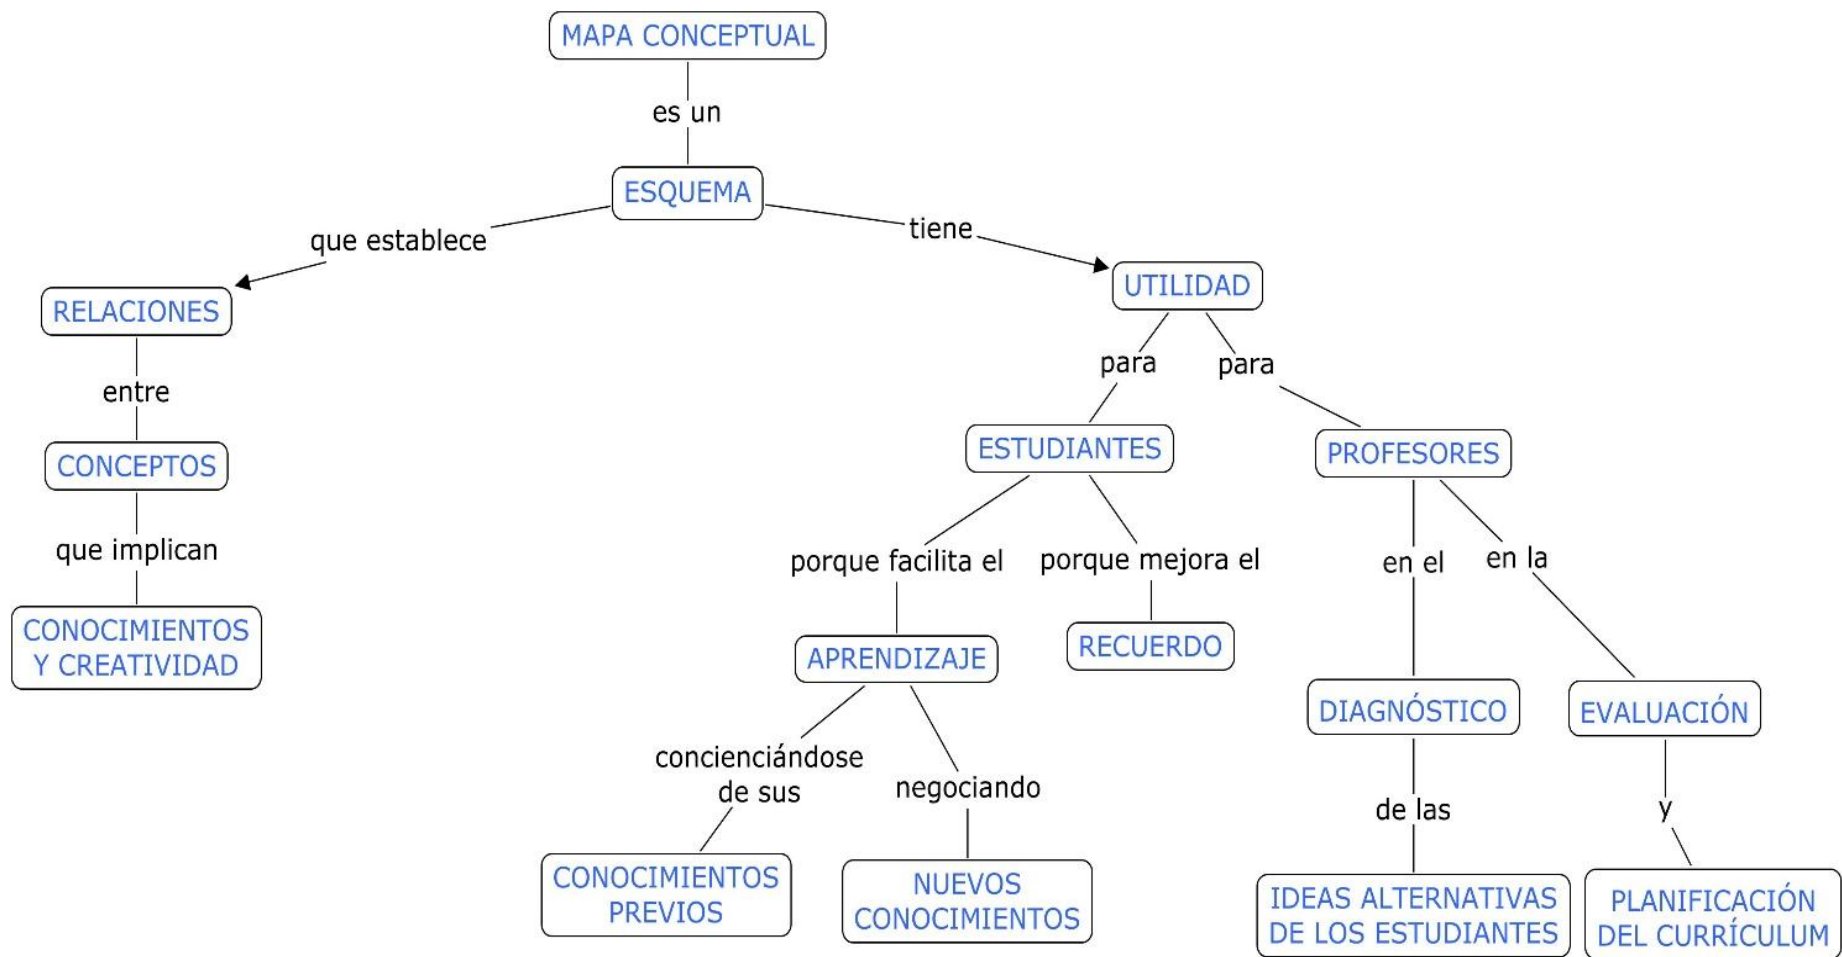 MAPA CONCEPTUAL
es un
ESQUEMA
que establece
tiene
RELACIONES
UTILIDAD
entre
para
para
CONCEPTOS
ESTUDIANTES
PROFESORES
que implican
porque facilita el
porque mejora el
en el
en la
CONOCIMIENTOS
Y CREATIVIDAD
APRENDIZAJE
RECUERDO
DIAGNÓSTICO
EVALUACIÓN
concienciándose
de sus
negociando
de las
y
CONOCIMIENTOS
PREVIOS
NUEVOS
CONOCIMIENTOS
IDEAS ALTERNATIVAS
DE LOS ESTUDIANTES
PLANIFICACIÓN
DEL CURRÍCULUM